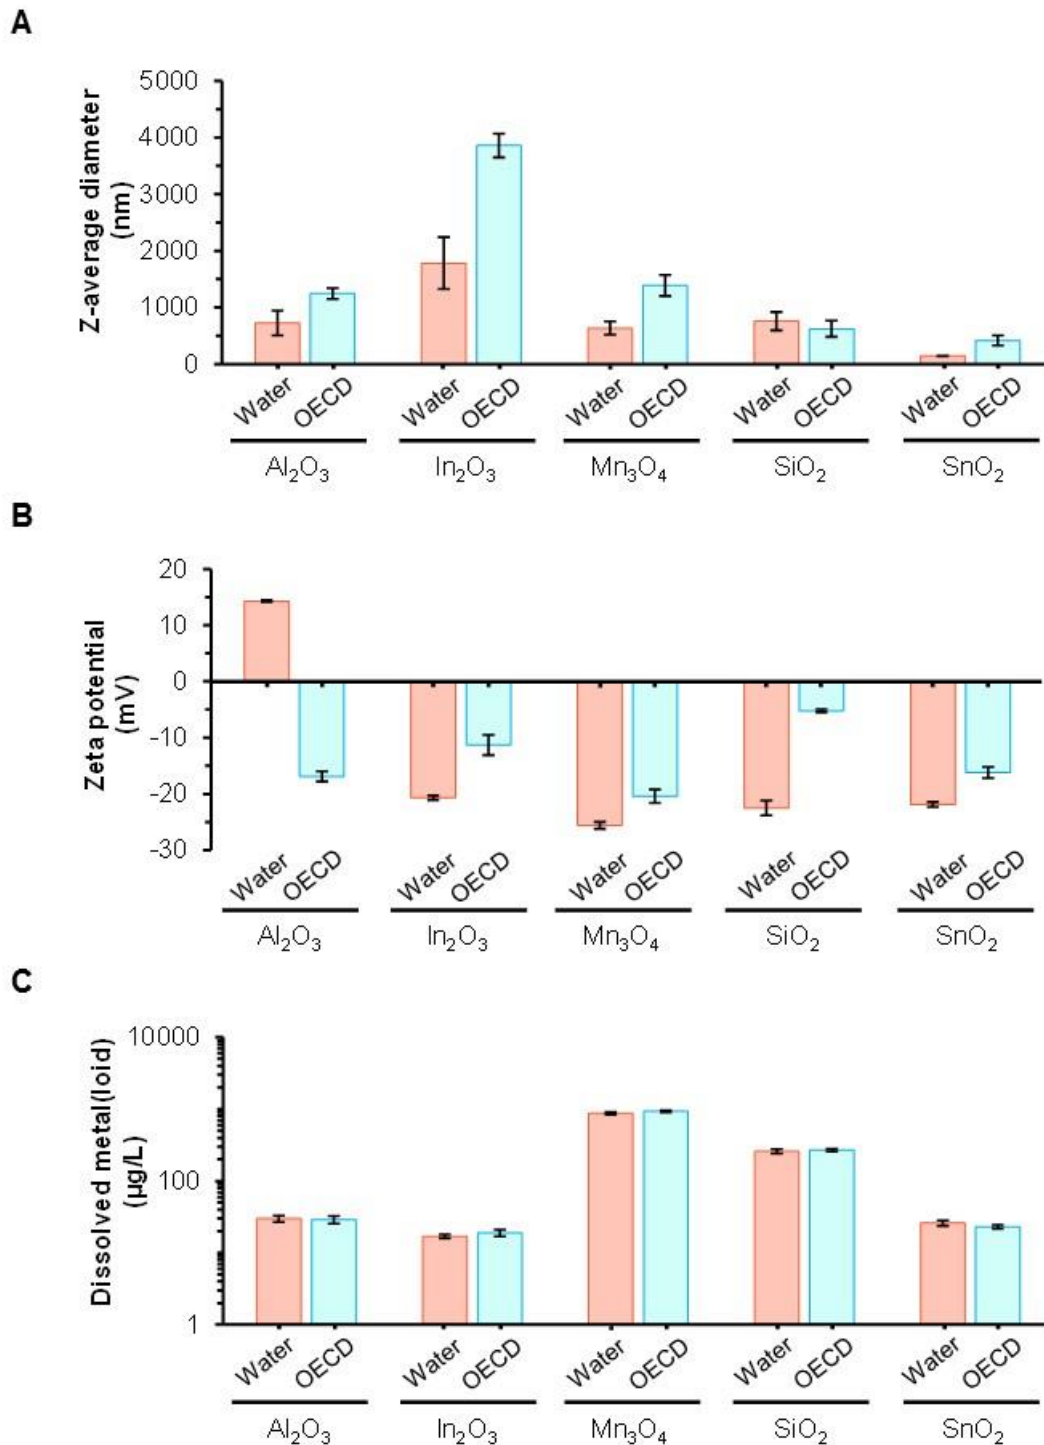 A
Z-average diameter
(nm)
5000
4000
3000
2000
1000
0
Water OECD Water OECD Water OECD Water OECD Water OECD
Al₂O₃ In₂O₃ Mn₃O₄ SiO₂ SnO₂
B
Zeta potential
(mV)
20
10
0
-10
-20
-30
Water OECD Water OECD Water OECD Water OECD Water OECD
Al₂O₃ In₂O₃ Mn₃O₄ SiO₂ SnO₂
C
Dissolved metal(loid)
(µg/L)
10000
100
1
Water OECD Water OECD Water OECD Water OECD Water OECD
Al₂O₃ In₂O₃ Mn₃O₄ SiO₂ SnO₂